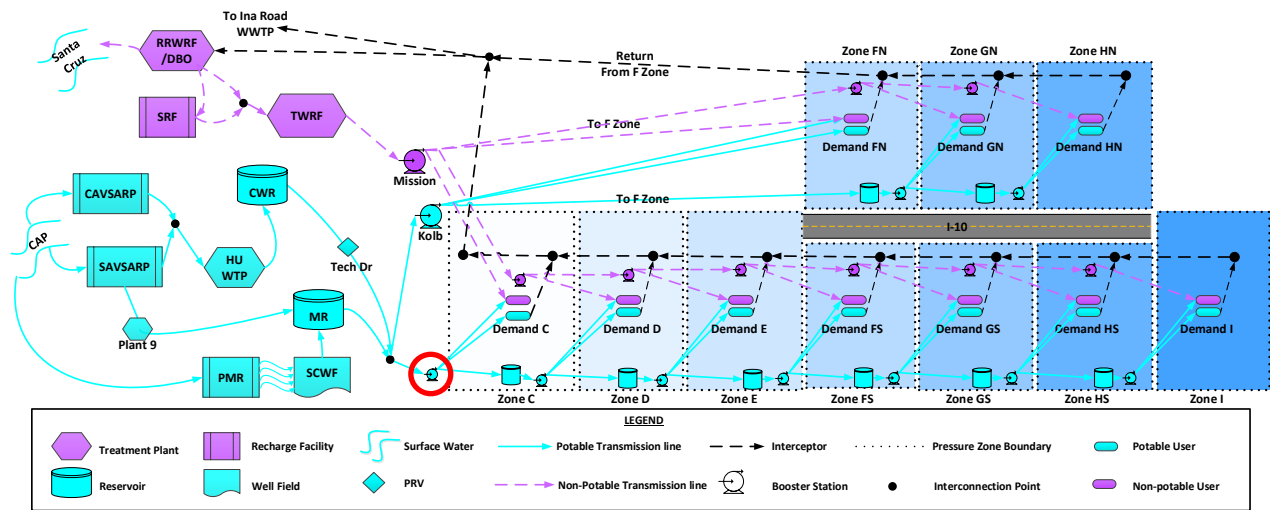 To Ina Road
WWTP
Santa
Cruz
RRWRF
/DBO
SRF
TWRF
Return
From F Zone
Zone FN
Zone GN
Zone HN
To F Zone
Mission
Demand FN
Demand GN
Demand HN
CAVSARP
CWR
To F Zone
Kolb
CAP
SAVSARP
HU
WTP
Tech Dr
I-10
Plant 9
MR
Demand C
Demand D
Demand E
Demand FS
Demand GS
Demand HS
Demand I
PMR
SCWF
Zone C
Zone D
Zone E
Zone FS
Zone GS
Zone HS
Zone I
LEGEND
Treatment Plant
Recharge Facility
Surface Water
Potable Transmission line
Interceptor
Pressure Zone Boundary
Potable User
Reservoir
Well Field
PRV
Non-Potable Transmission line
Booster Station
Interconnection Point
Non-potable User